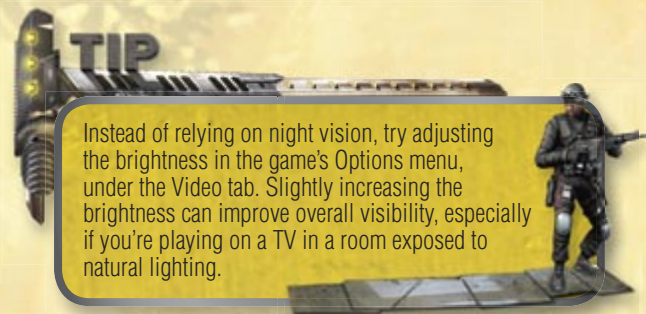 TIP
Instead of relying on night vision, try adjusting
the brightness in the game's Options menu,
under the Video tab. Slightly increasing the
brightness can improve overall visibility, especially
if you're playing on a TV in a room exposed to
natural lighting.